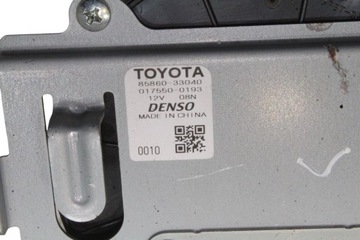 TOYOTA
85860-33040
017550-0193
12V 08N
DENSO
MADE IN CHINA
0010